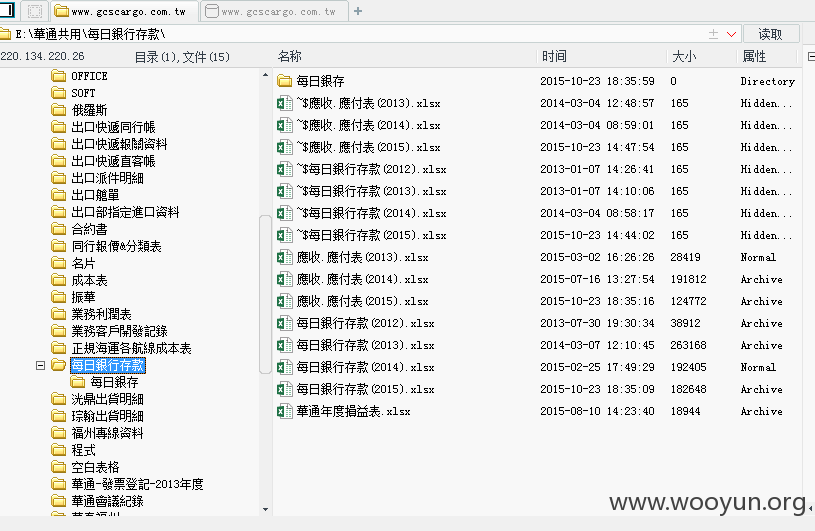 www.gcscargo.com.tw www.gcscargo.com.tw +
E:\華通共用\每日銀行存款\ 读取
220.134.220.26 目录(1),文件(15) 名称 时间 大小 属性
OFFICE
SOFT
俄羅斯
出口快遞同行帳
出口快遞報關資料
出口快遞直客帳
出口派件明細
出口艙單
出口部指定進口資料
合約書
同行報價&分類表
名片
成本表
振華
業務利潤表
業務客戶開發記錄
正規海運各航線成本表
每日銀行存款
每日銀存
洸鼎出貨明細
琮翰出貨明細
福州專線資料
程式
空白表格
華通-發票登記-2013年度
華通會議紀錄
每日銀存 2015-10-23 18:35:59 0 Directory
~$應收.應付表(2013).xlsx 2014-03-04 12:48:57 165 Hidden...
~$應收.應付表(2014).xlsx 2014-03-04 08:59:01 165 Hidden...
~$應收.應付表(2015).xlsx 2015-10-23 14:47:54 165 Hidden...
~$每日銀行存款(2012).xlsx 2013-01-07 14:26:41 165 Hidden...
~$每日銀行存款(2013).xlsx 2013-01-07 14:10:06 165 Hidden...
~$每日銀行存款(2014).xlsx 2014-03-04 08:58:17 165 Hidden...
~$每日銀行存款(2015).xlsx 2015-10-23 14:44:02 165 Hidden...
應收.應付表(2013).xlsx 2015-03-02 16:26:26 28419 Normal
應收.應付表(2014).xlsx 2015-07-16 13:27:54 191812 Archive
應收.應付表(2015).xlsx 2015-10-23 18:35:16 124772 Archive
每日銀行存款(2012).xlsx 2013-07-30 19:30:34 38912 Archive
每日銀行存款(2013).xlsx 2014-03-07 12:10:45 263168 Archive
每日銀行存款(2014).xlsx 2015-02-25 17:49:29 192405 Normal
每日銀行存款(2015).xlsx 2015-10-23 18:35:09 182648 Archive
華通年度損益表.xlsx 2015-08-10 14:23:40 18944 Archive
www.wooyun.org